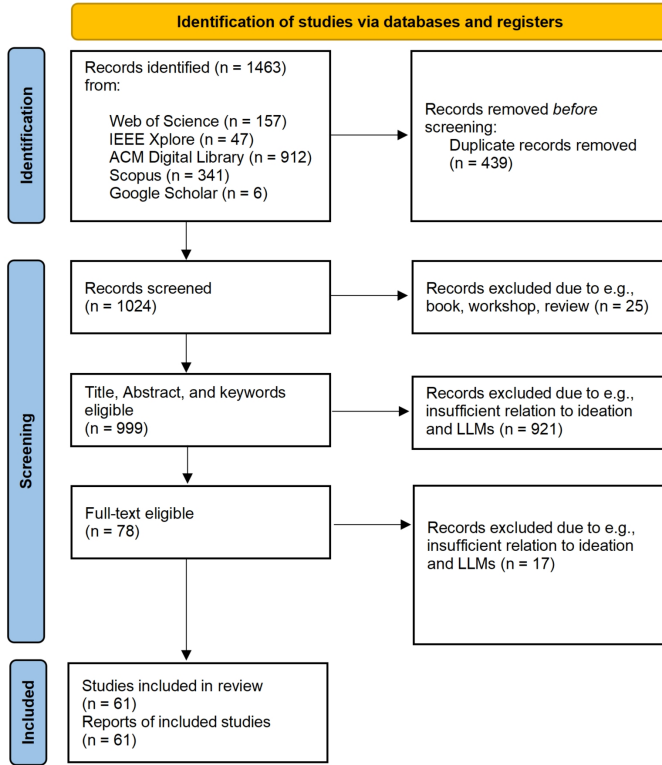 Identification of studies via databases and registers
Identification
Records identified (n = 1463)
from:
Web of Science (n = 157)
IEEE Xplore (n = 47)
ACM Digital Library (n = 912)
Scopus (n = 341)
Google Scholar (n = 6)
Records removed before
screening:
Duplicate records removed
(n = 439)
Screening
Records screened
(n = 1024)
Records excluded due to e.g.,
book, workshop, review (n = 25)
Title, Abstract, and keywords
eligible
(n = 999)
Records excluded due to e.g.,
insufficient relation to ideation
and LLMs (n = 921)
Full-text eligible
(n = 78)
Records excluded due to e.g.,
insufficient relation to ideation
and LLMs (n = 17)
Included
Studies included in review
(n = 61)
Reports of included studies
(n = 61)